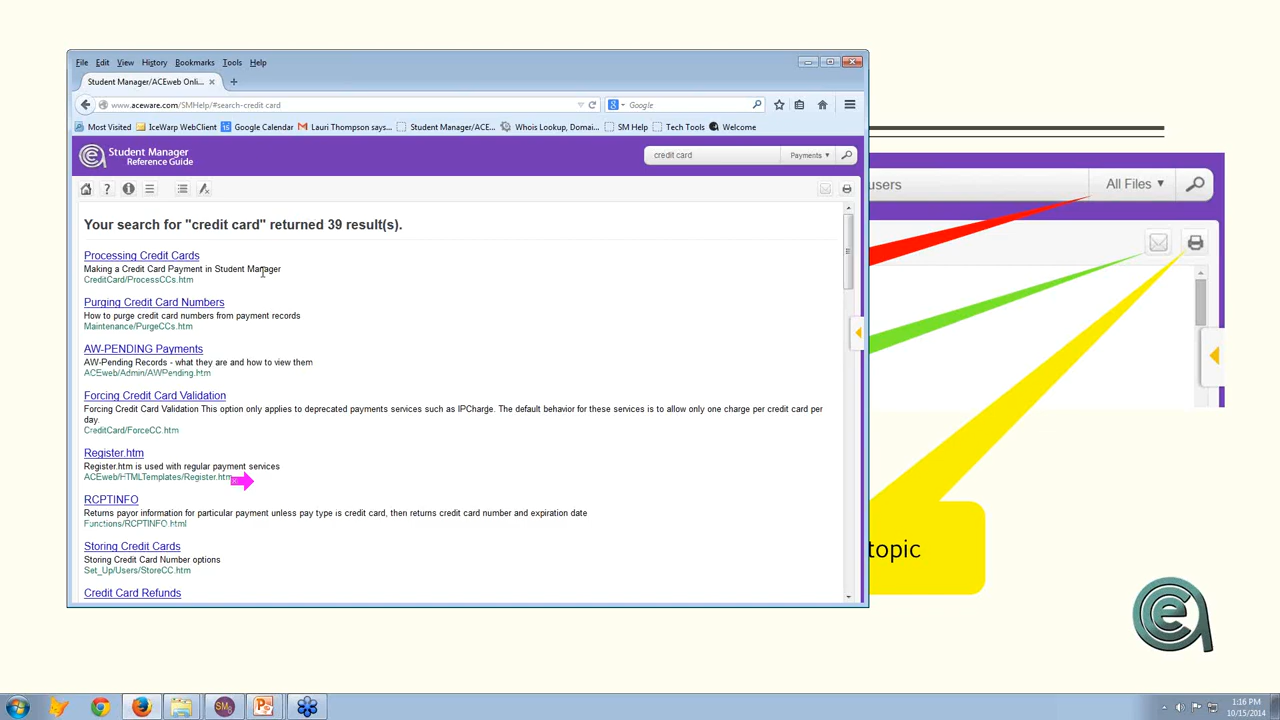 File Edit View History Bookmarks Tools Help
Student Manager/ACEweb Onli...
www.aceware.com/SMHelp/#search-credit card
Google
Most Visited IceWarp WebClient Google Calendar Lauri Thompson says... Student Manager/ACE... Whois Lookup, Domai... SM Help Tech Tools Welcome
Student Manager
Reference Guide
credit card Payments
users All Files
Your search for "credit card" returned 39 result(s).
Processing Credit Cards
Making a Credit Card Payment in Student Manager
CreditCard/ProcessCCs.htm
Purging Credit Card Numbers
How to purge credit card numbers from payment records
Maintenance/PurgeCCs.htm
AW-PENDING Payments
AW-Pending Records - what they are and how to view them
ACEweb/Admin/AWPending.htm
Forcing Credit Card Validation
Forcing Credit Card Validation This option only applies to deprecated payments services such as IPCharge. The default behavior for these services is to allow only one charge per credit card per
day.
CreditCard/ForceCC.htm
Register.htm
Register.htm is used with regular payment services
ACEweb/HTMLTemplates/Register.htm
RCPTINFO
Returns payor information for particular payment unless pay type is credit card, then returns credit card number and expiration date
Functions/RCPTINFO.html
Storing Credit Cards
Storing Credit Card Number options
Set_Up/Users/StoreCC.htm
Credit Card Refunds
topic
1:16 PM
10/15/2014